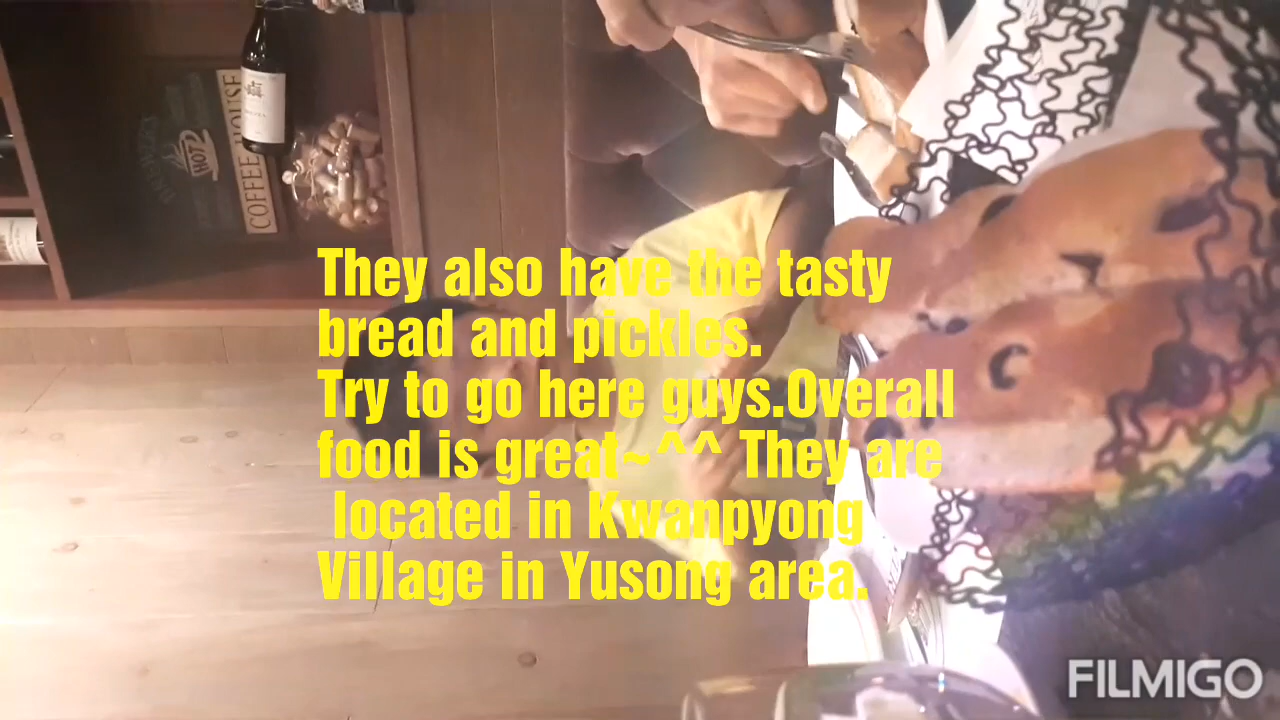 They also have the tasty
bread and pickles.
Try to go here guys.Overall
food is great~^^ They are
located in Kwanpyong
Village in Yusong area.
COFFEE HOUSE
HOT
FILMIGO